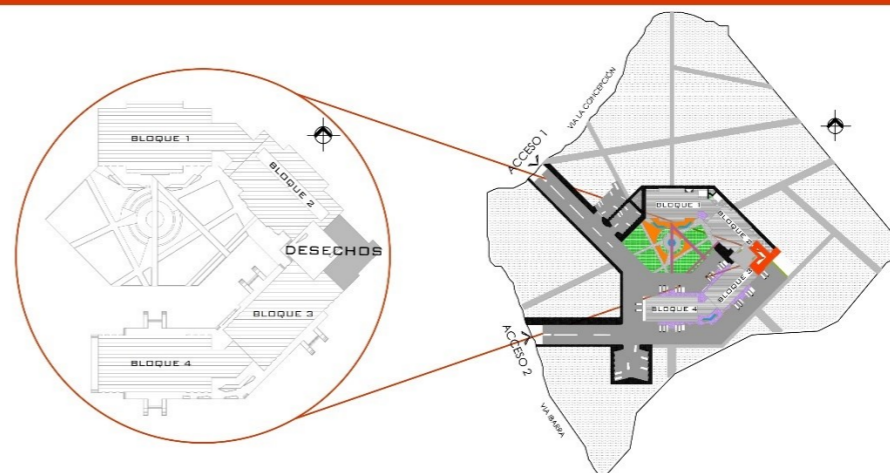 BLOQUE 1
BLOQUE 2
DESECHOS
BLOQUE 3
BLOQUE 4
VIA LA CONCEPCIÓN
ACCESO 1
BLOQUE 1
BLOQUE 2
BLOQUE 3
BLOQUE 4
ACCESO 2
VIA IBARRA